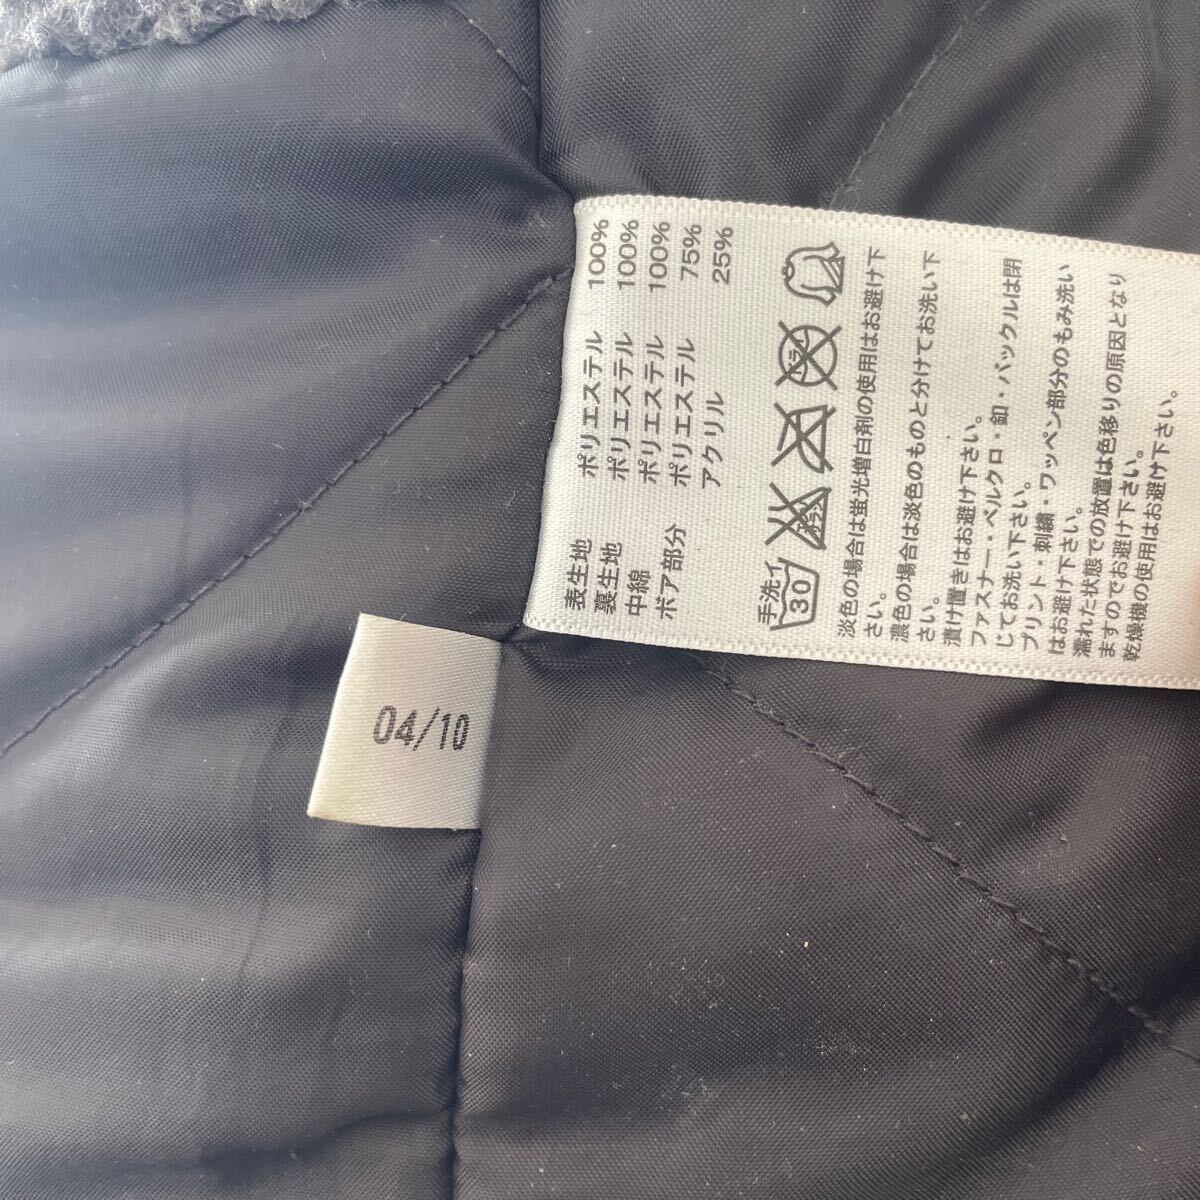 表生地 ポリエステル 100%
裏生地 ポリエステル 100%
中綿 ポリエステル 100%
ボア部分 ポリエステル 75%
アクリル 25%
手洗イ
30
エンソサラシ
ドライ
淡色の場合は蛍光増白剤の使用はお避け下
さい。
濃色の場合は淡色のものと分けてお洗い下
さい。
漬け置きはお避け下さい。
ファスナー・ベルクロ・釦・バックルは閉
じてお洗い下さい。
プリント・刺繍・ワッペン部分のもみ洗い
はお避け下さい。
濡れた状態での放置は色移りの原因となり
ますのでお避け下さい。
乾燥機の使用はお避け下さい。
04/10